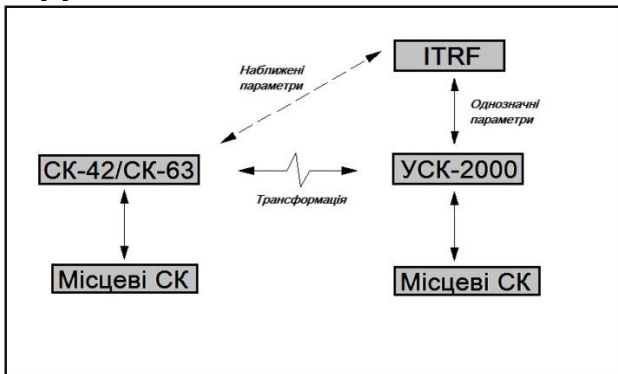 ITRF
Наближені
параметри
Однозначні
параметри
СК-42/СК-63
УСК-2000
Трансформація
Місцеві СК
Місцеві СК